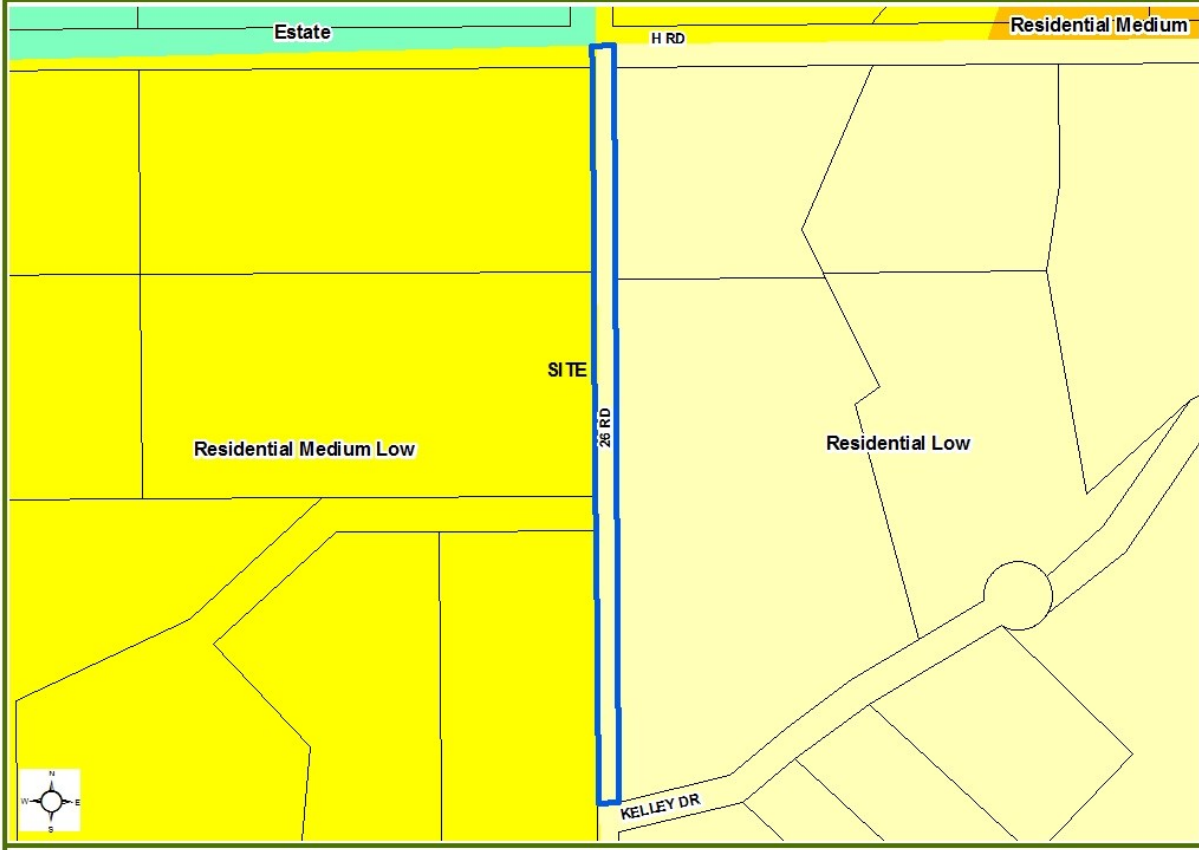 Estate
H RD
Residential Medium
SITE
26 RD
Residential Medium Low
Residential Low
N
W
E
S
KELLEY DR